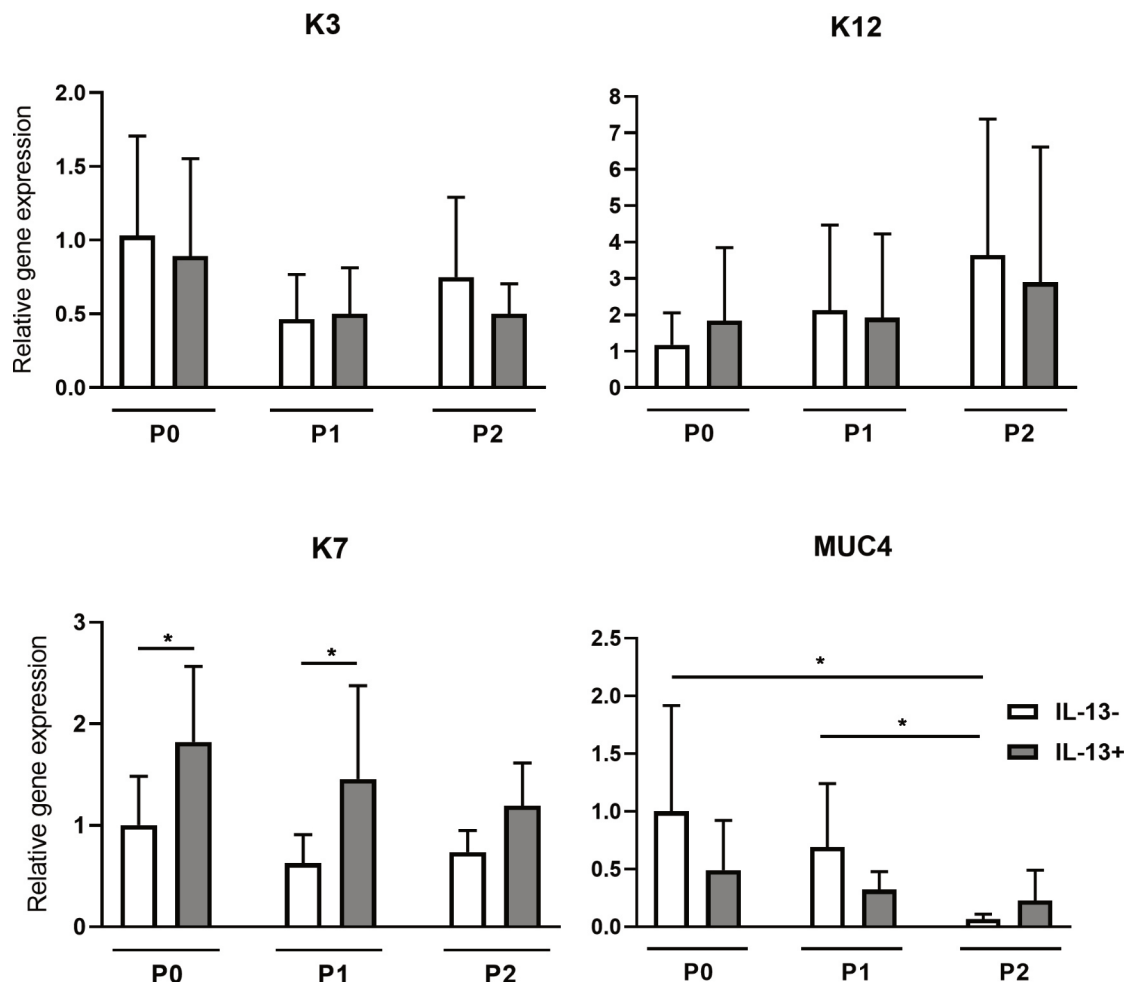 K3
Relative gene expression
2.0
1.5
1.0
0.5
0.0
P0 P1 P2
K12
8
7
6
5
4
3
2
1
0
P0 P1 P2
K7
Relative gene expression
3
2
1
0
* *
P0 P1 P2
MUC4
2.5
2.0
1.5
1.0
0.5
0.0
*
*
P0 P1 P2
IL-13-
IL-13+